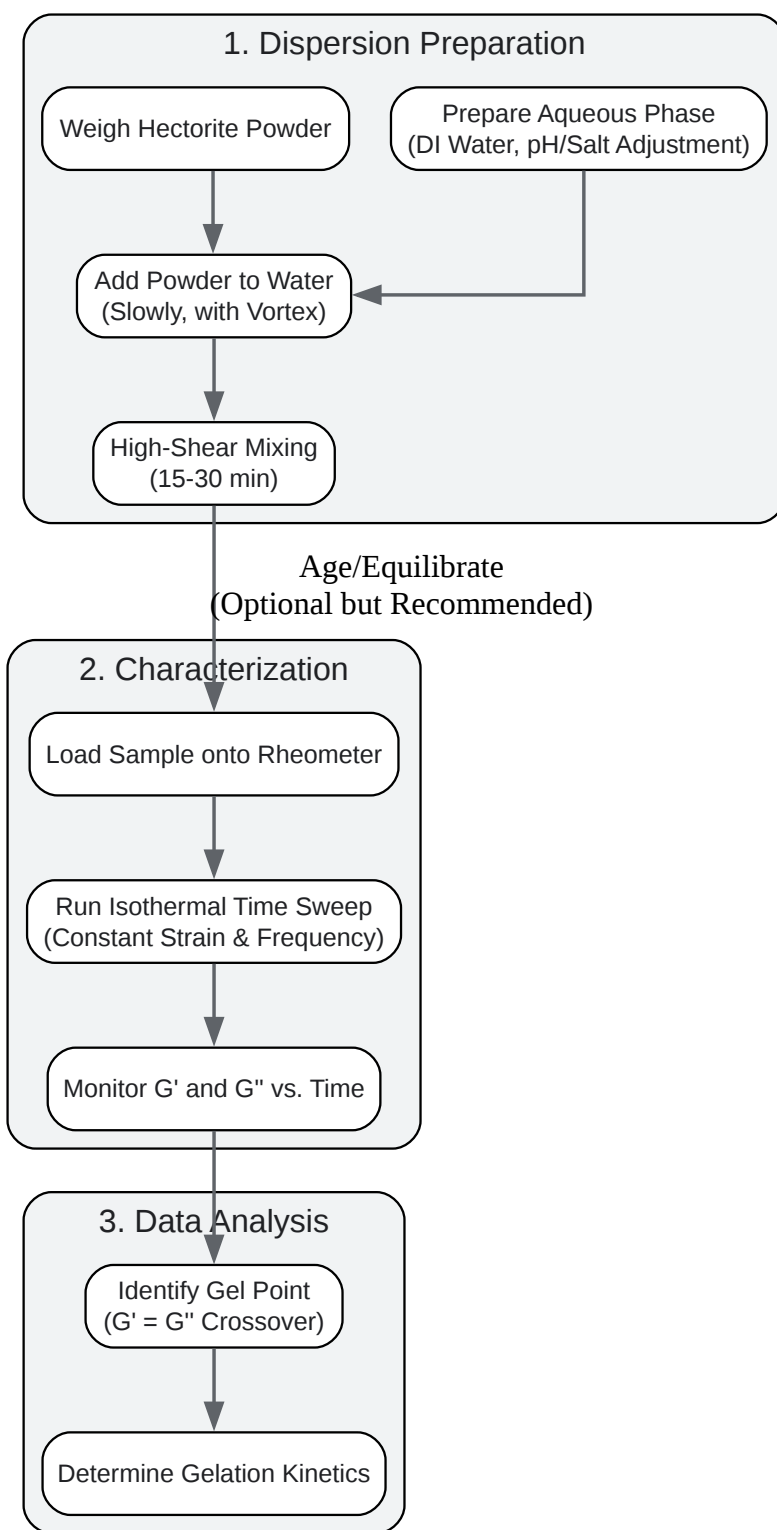 1. Dispersion Preparation
Weigh Hectorite Powder
Prepare Aqueous Phase
(DI Water, pH/Salt Adjustment)
Add Powder to Water
(Slowly, with Vortex)
High-Shear Mixing
(15-30 min)
Age/Equilibrate
(Optional but Recommended)
2. Characterization
Load Sample onto Rheometer
Run Isothermal Time Sweep
(Constant Strain & Frequency)
Monitor G' and G" vs. Time
3. Data Analysis
Identify Gel Point
(G' = G" Crossover)
Determine Gelation Kinetics